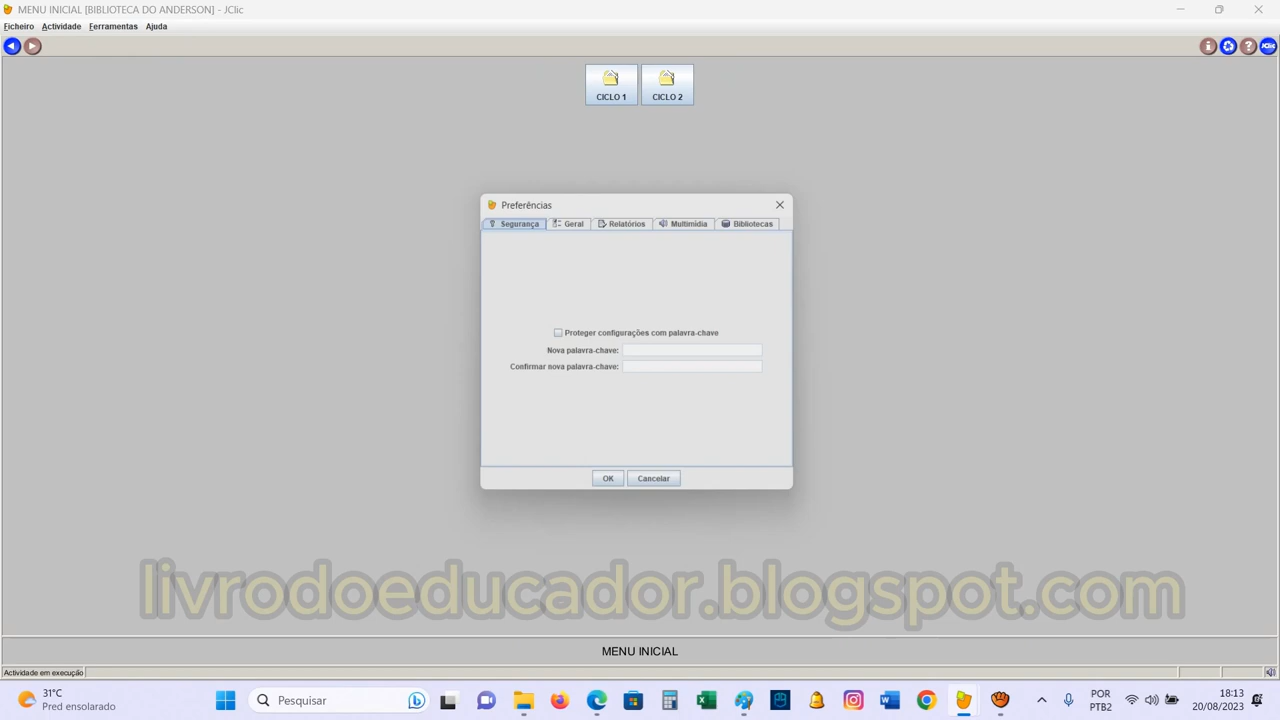 MENU INICIAL [BIBLIOTECA DO ANDERSON] - JClic
Ficheiro Actividade Ferramentas Ajuda
JClic
CICLO 1 CICLO 2
Preferências
Segurança Geral Relatórios Multimídia Bibliotecas
Proteger configurações com palavra-chave
Nova palavra-chave:
Confirmar nova palavra-chave:
OK Cancelar
livrodoeducador.blogspot.com
MENU INICIAL
Actividade em execução
31°C
Pred ensolarado
Pesquisar
POR
PTB2
18:13
20/08/2023